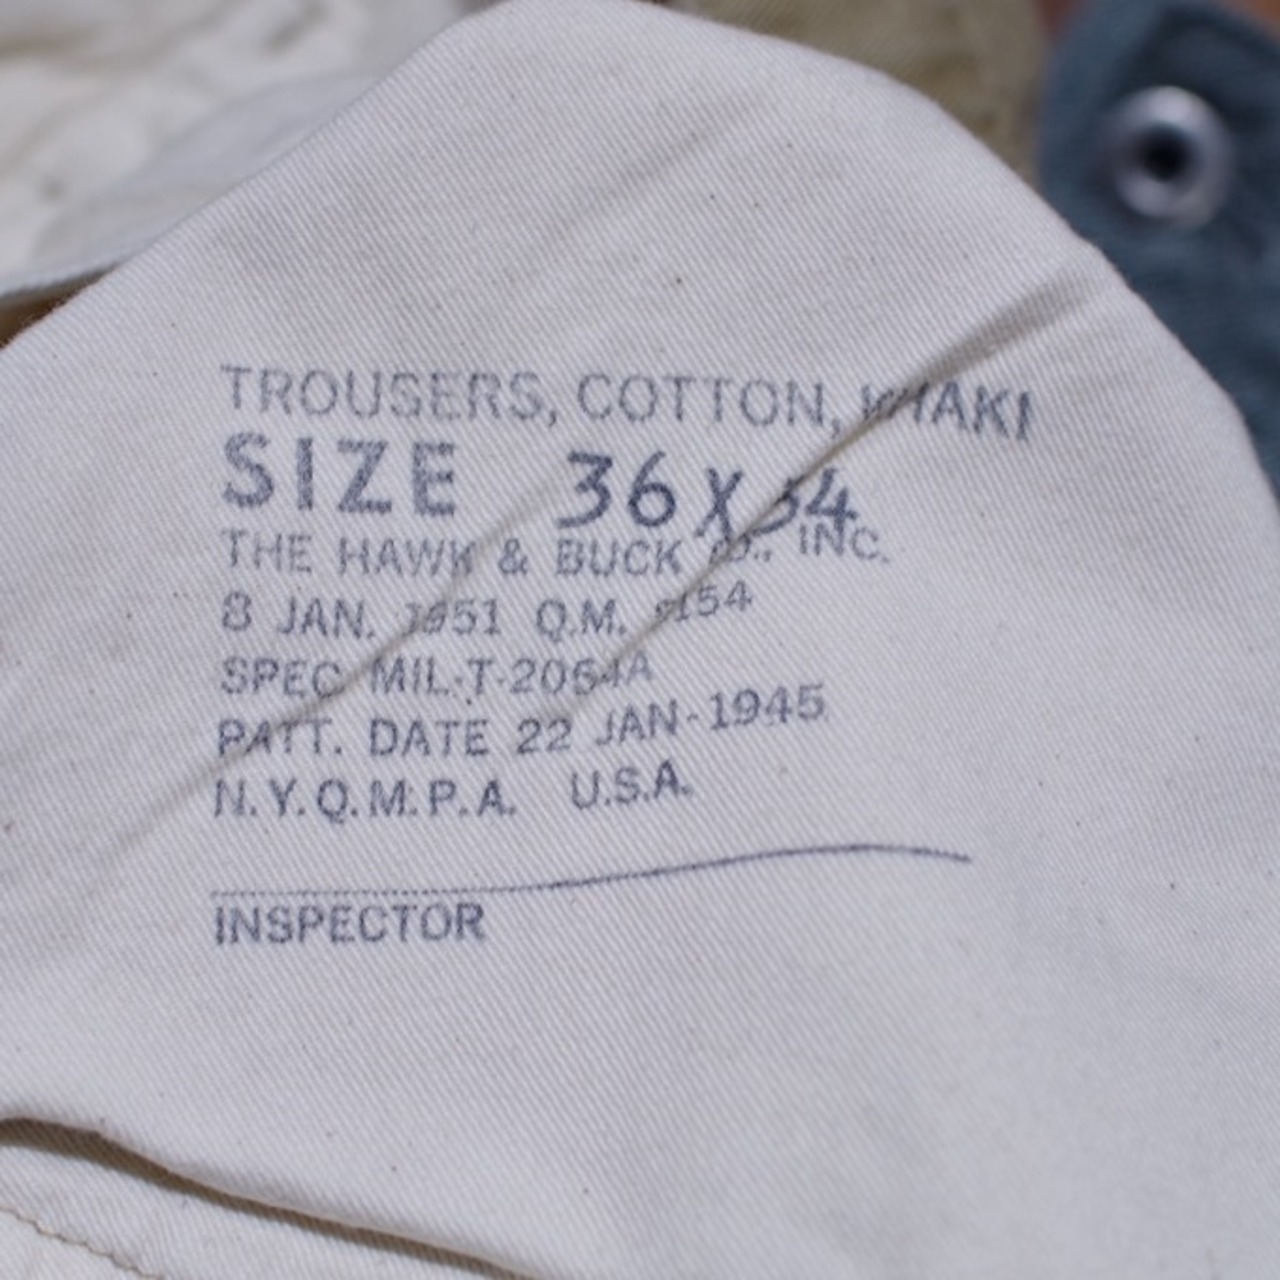 TROUSERS, COTTON, KHAKI
SIZE 36 X 34
THE HAWK & BUCK CO., INC.
8 JAN. 1951 Q.M.
SPEC MIL-T-2064A
PATT. DATE 22 JAN-1945
N.Y.Q.M.P.A. U.S.A.
INSPECTOR